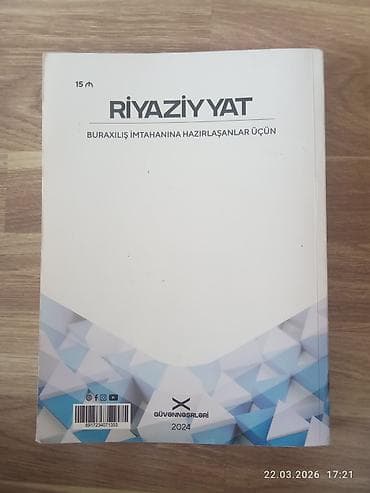 15 ₼
RİYAZİYYAT
BURAXILIŞ İMTAHANINA HAZIRLAŞANLAR ÜÇÜN
GÜVƏNNƏŞRLƏRİ
2024
22.03.2026 17:21